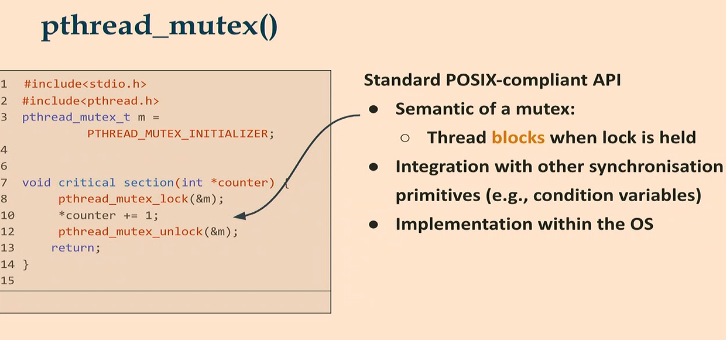 pthread_mutex()
1 #include<stdio.h>
2 #include<pthread.h>
3 pthread_mutex_t m =
PTHREAD_MUTEX_INITIALIZER;
4
6
7 void critical section(int *counter) {
8 pthread_mutex_lock(&m);
10 *counter += 1;
12 pthread_mutex_unlock(&m);
13 return;
14 }
15
Standard POSIX-compliant API
● Semantic of a mutex:
○ Thread blocks when lock is held
● Integration with other synchronisation
primitives (e.g., condition variables)
● Implementation within the OS